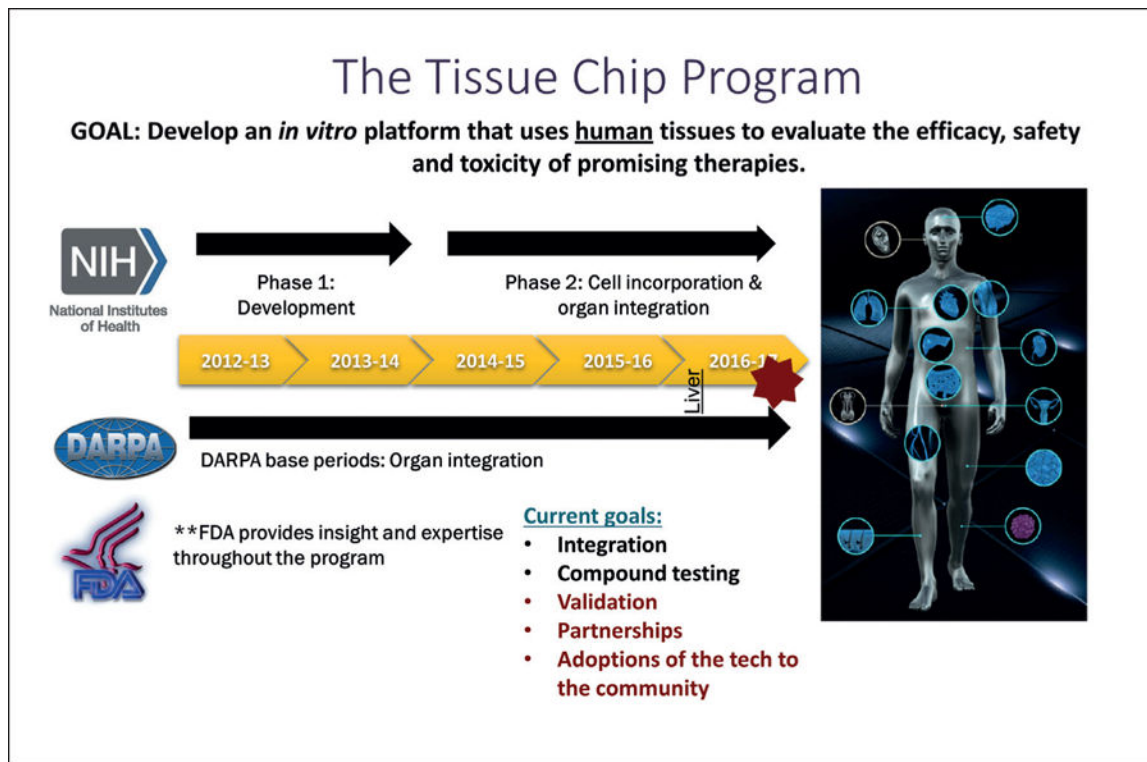 The Tissue Chip Program
GOAL: Develop an in vitro platform that uses human tissues to evaluate the efficacy, safety
and toxicity of promising therapies.
NIH
National Institutes
of Health
Phase 1:
Development
Phase 2: Cell incorporation &
organ integration
2012-13
2013-14
2014-15
2015-16
2016-17
Liver
DARPA
DARPA base periods: Organ integration
FDA
**FDA provides insight and expertise
throughout the program
Current goals:
• Integration
• Compound testing
• Validation
• Partnerships
• Adoptions of the tech to
the community